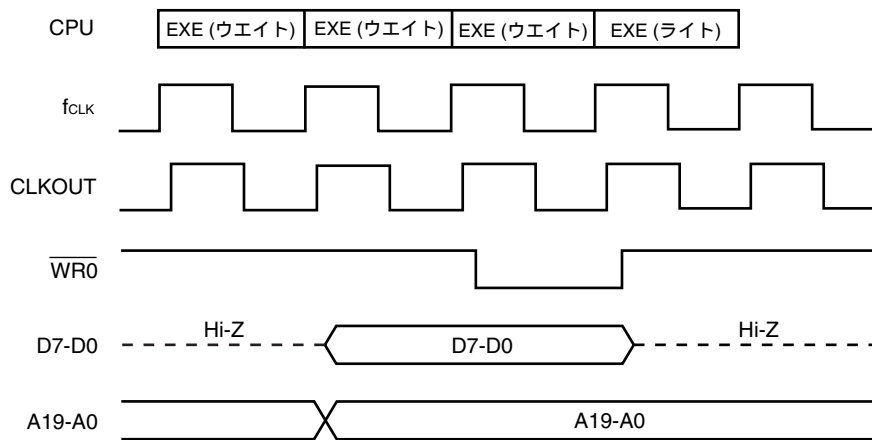 CPU EXE (ウエイト) EXE (ウエイト) EXE (ウエイト) EXE (ライト)
fCLK
CLKOUT
WR0
D7-D0 Hi-Z D7-D0 Hi-Z
A19-A0 A19-A0